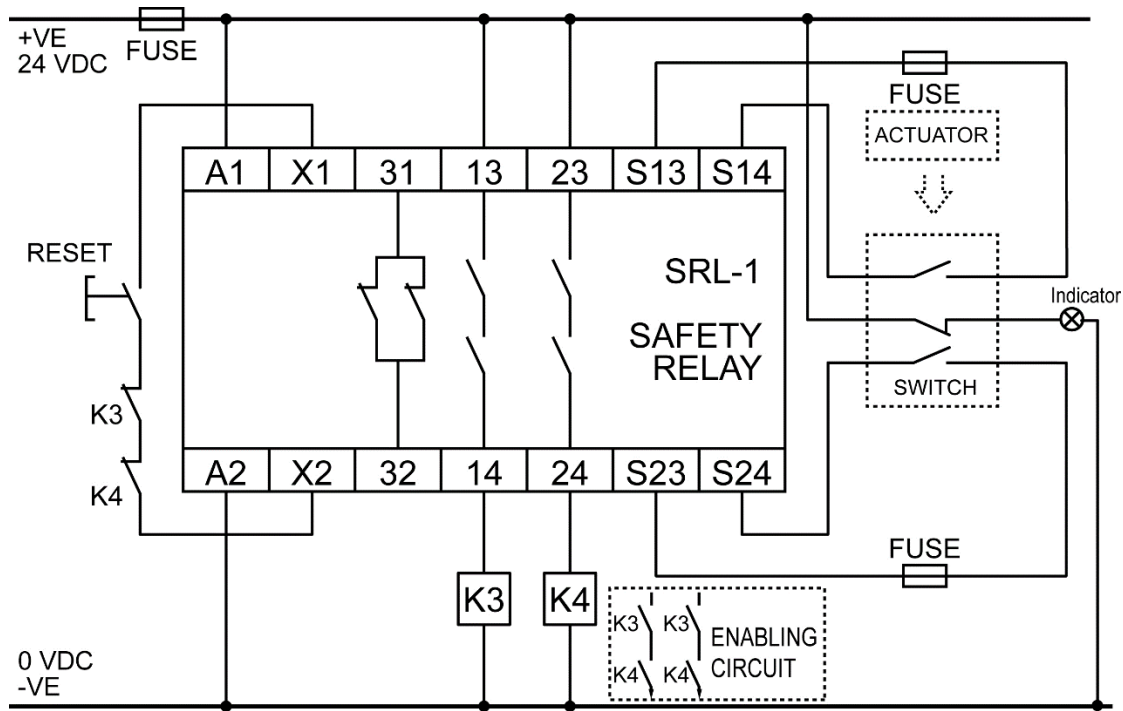 +VE
24 VDC
FUSE
FUSE
ACTUATOR
A1 X1 31 13 23 S13 S14
RESET
SRL-1
SAFETY
RELAY
Indicator
SWITCH
K3
K4
A2 X2 32 14 24 S23 S24
FUSE
K3 K4
K3 K3
K4 K4
ENABLING
CIRCUIT
0 VDC
-VE